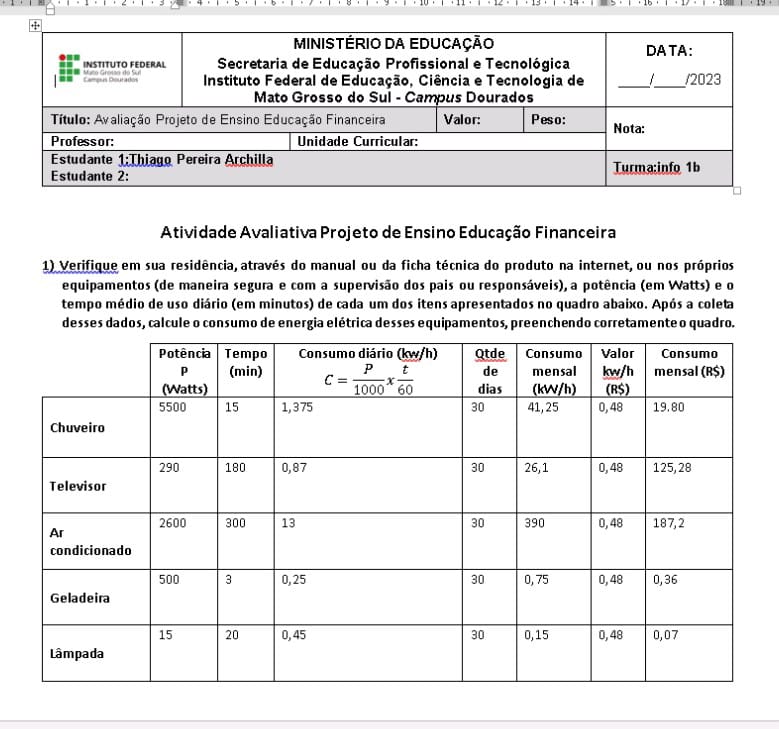 MINISTÉRIO DA EDUCAÇÃO
Secretaria de Educação Profissional e Tecnológica
Instituto Federal de Educação, Ciência e Tecnologia de
Mato Grosso do Sul - Campus Dourados
INSTITUTO FEDERAL
Mato Grosso do Sul
Campus Dourados
DATA:
____/____/2023
Título: Avaliação Projeto de Ensino Educação Financeira Valor: Peso:
Nota:
Professor: Unidade Curricular:
Estudante 1:Thiago Pereira Archilla
Estudante 2:
Turma:info 1b
Atividade Avaliativa Projeto de Ensino Educação Financeira
1) Verifique em sua residência, através do manual ou da ficha técnica do produto na internet, ou nos próprios
equipamentos (de maneira segura e com a supervisão dos pais ou responsáveis), a potência (em Watts) e o
tempo médio de uso diário (em minutos) de cada um dos itens apresentados no quadro abaixo. Após a coleta
desses dados, calcule o consumo de energia elétrica desses equipamentos, preenchendo corretamente o quadro.
Potência P (Watts) Tempo (min) Consumo diário (kw/h) C = P/1000 x t/60 Qtde de dias Consumo mensal (kW/h) Valor kw/h (R$) Consumo mensal (R$)
Chuveiro 5500 15 1,375 30 41,25 0,48 19.80
Televisor 290 180 0,87 30 26,1 0,48 125,28
Ar condicionado 2600 300 13 30 390 0,48 187,2
Geladeira 500 3 0,25 30 0,75 0,48 0,36
Lâmpada 15 20 0,45 30 0,15 0,48 0,07